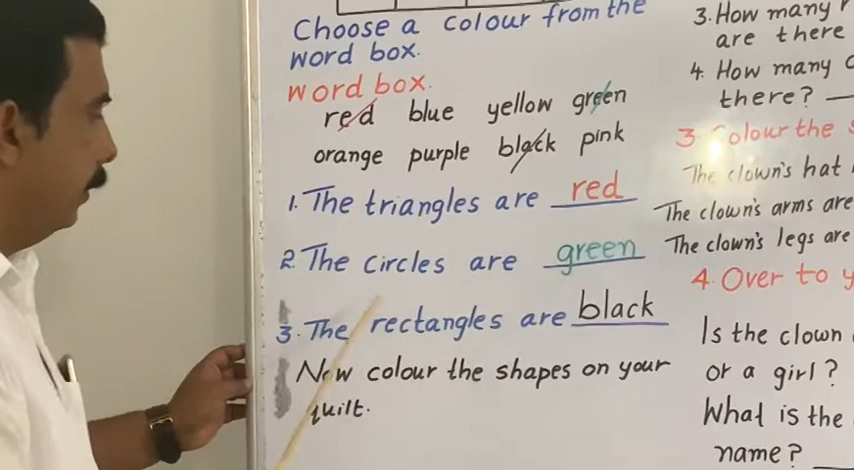 Choose a colour from the
word box.
word box.
red blue yellow green
orange purple black pink
1. The triangles are red
2. The circles are green
3. The rectangles are black
Now colour the shapes on your
quilt.
3. How many
are there
4. How many
there?
3. Colour the
The clown's hat
The clown's arms are
The clown's legs are
4. Over to
Is the clown
or a girl?
What is the
name?